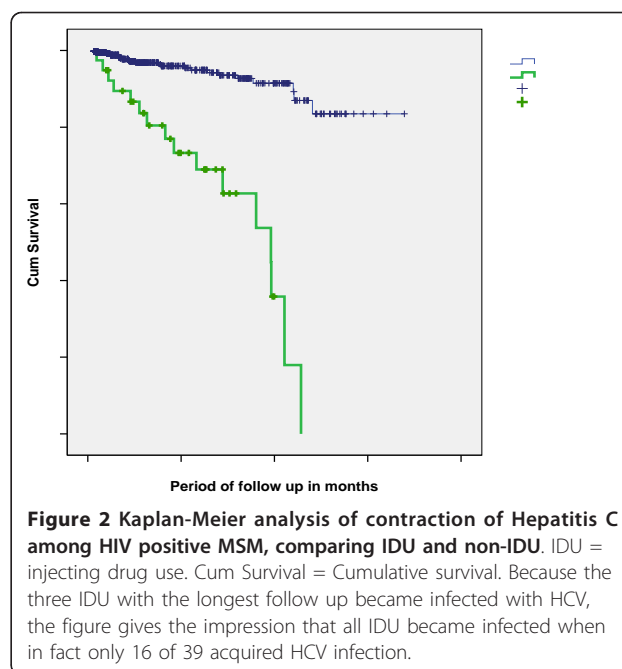 Cum Survival
Period of follow up in months
Figure 2 Kaplan-Meier analysis of contraction of Hepatitis C
among HIV positive MSM, comparing IDU and non-IDU. IDU =
injecting drug use. Cum Survival = Cumulative survival. Because the
three IDU with the longest follow up became infected with HCV,
the figure gives the impression that all IDU became infected when
in fact only 16 of 39 acquired HCV infection.